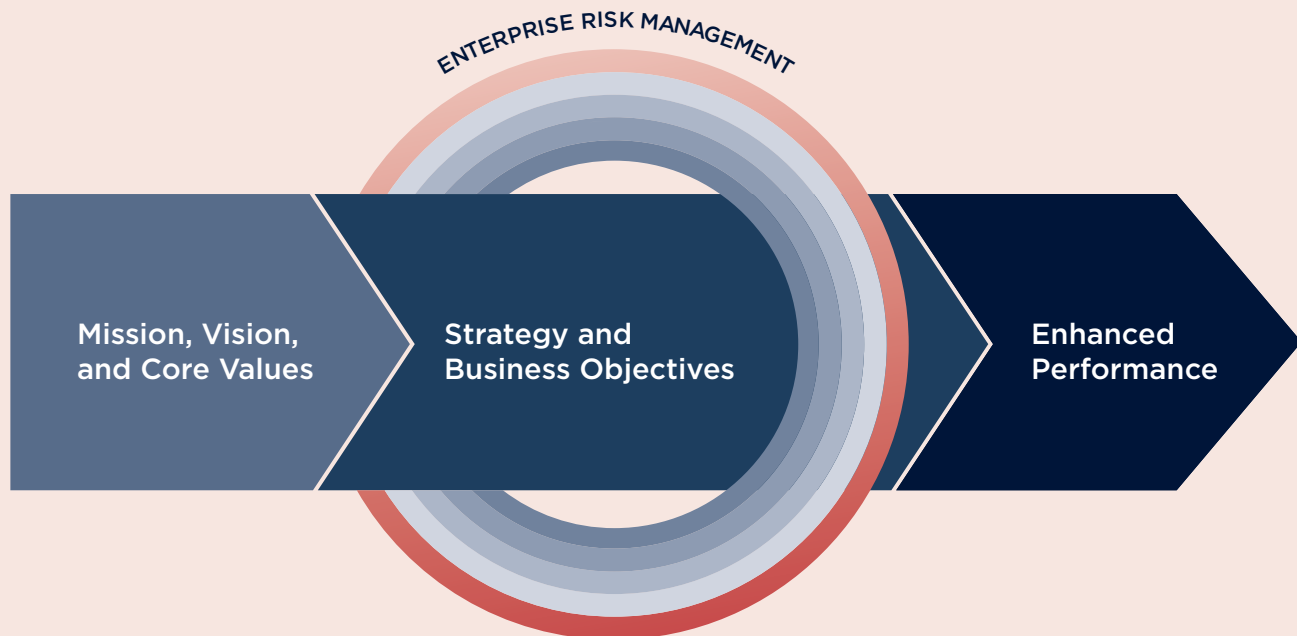 ENTERPRISE RISK MANAGEMENT
Mission, Vision,
and Core Values
Strategy and
Business Objectives
Enhanced
Performance